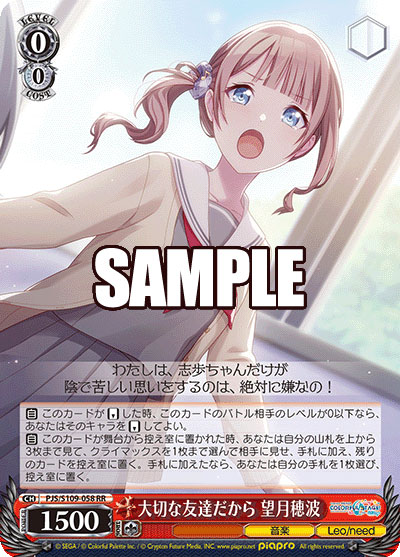 LEVEL
0
0
COST
SAMPLE
わたしは、志歩ちゃんだけが
陰で苦しい思いをするのは、絶対に嫌なの！
このカードが した時、このカードのバトル相手のレベルが0以下なら、
あなたはそのキャラを してよい。
このカードが舞台から控え室に置かれた時、あなたは自分の山札を上から
3枚まで見て、クライマックスを1枚まで選んで相手に見せ、手札に加え、残り
のカードを控え室に置く。手札に加えたなら、あなたは自分の手札を1枚選び、
控え室に置く。
CH PJS/S109-058 RR
POWER 1500
大切な友達だから 望月穂波
COLORFUL STAGE!
音楽 Leo/need
© SEGA / © Colorful Palette Inc. / © Crypton Future Media, INC. www.piapro.net piapro All rights reserved.